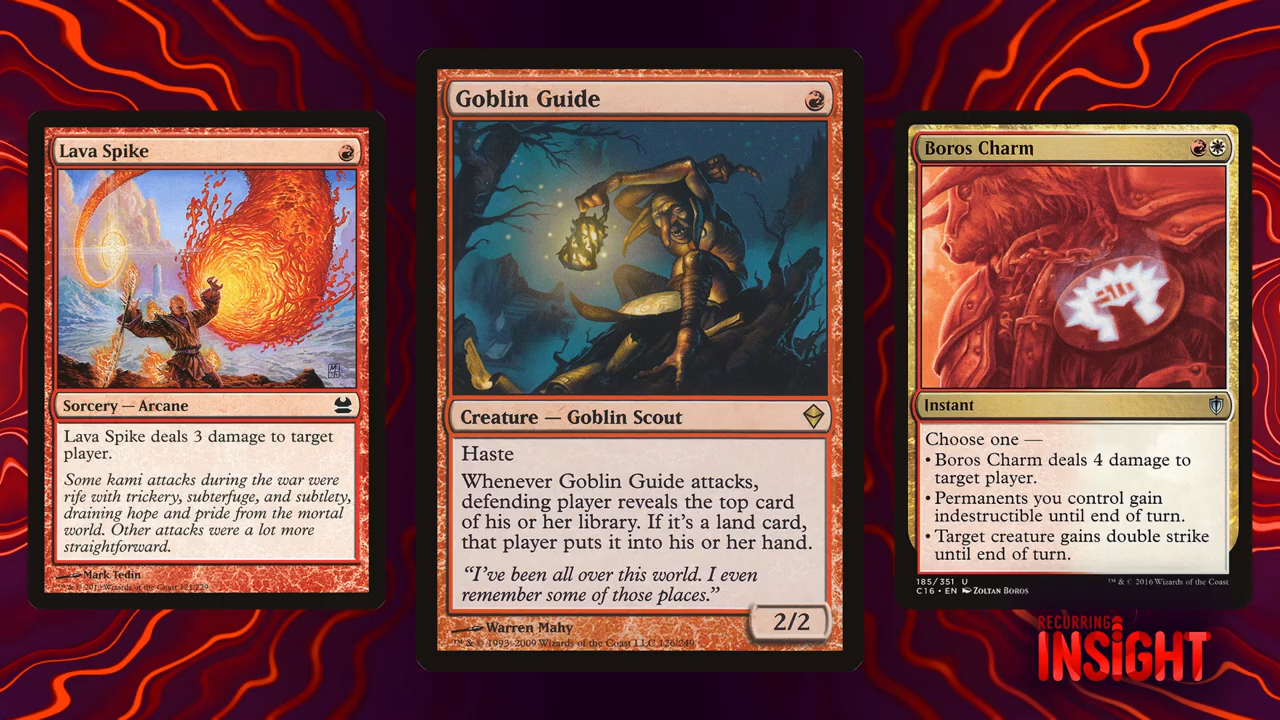 Lava Spike
Sorcery — Arcane
Lava Spike deals 3 damage to target
player.
Some kami attacks during the war were
rife with trickery, subterfuge, and subtlety,
draining hope and pride from the mortal
world. Other attacks were a lot more
straightforward.
Mark Tedin
Goblin Guide
Creature — Goblin Scout
Haste
Whenever Goblin Guide attacks,
defending player reveals the top card
of his or her library. If it's a land card,
that player puts it into his or her hand.
“I've been all over this world. I even
remember some of those places.”
2/2
Warren Mahy
™ & © 1993–2009 Wizards of the Coast LLC 126/249
Boros Charm
Instant
Choose one —
• Boros Charm deals 4 damage to
target player.
• Permanents you control gain
indestructible until end of turn.
• Target creature gains double strike
until end of turn.
185/351 U
™ & © 2016 Wizards of the Coast
C16 • EN Zoltan Boros
RECURRING
INSIGHT